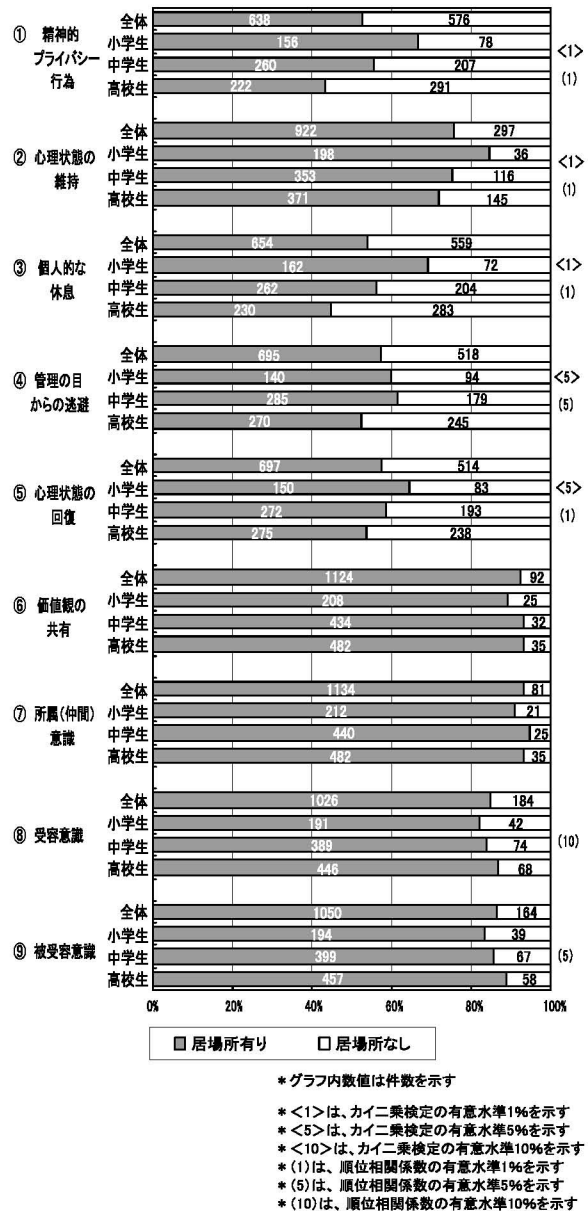 ① 精神的
プライバシー
行為
全体 638 576
小学生 156 78
中学生 260 207
高校生 222 291
<1>
(1)
② 心理状態の
維持
全体 922 297
小学生 198 36
中学生 353 116
高校生 371 145
<1>
(1)
③ 個人的な
休息
全体 654 559
小学生 162 72
中学生 262 204
高校生 230 283
<1>
(1)
④ 管理の目
からの逃避
全体 695 518
小学生 140 94
中学生 285 179
高校生 270 245
<5>
(5)
⑤ 心理状態の
回復
全体 697 514
小学生 150 83
中学生 272 193
高校生 275 238
<5>
(1)
⑥ 価値観の
共有
全体 1124 92
小学生 208 25
中学生 434 32
高校生 482 35
⑦ 所属(仲間)
意識
全体 1134 81
小学生 212 21
中学生 440 25
高校生 482 35
⑧ 受容意識
全体 1026 184
小学生 191 42
中学生 389 74
高校生 446 68
(10)
⑨ 被受容意識
全体 1050 164
小学生 194 39
中学生 399 67
高校生 457 58
(5)
0% 20% 40% 60% 80% 100%
居場所有り 居場所なし
*グラフ内数値は件数を示す
*<1>は、カイ二乗検定の有意水準1%を示す
*<5>は、カイ二乗検定の有意水準5%を示す
*<10>は、カイ二乗検定の有意水準10%を示す
*(1)は、順位相関係数の有意水準1%を示す
*(5)は、順位相関係数の有意水準5%を示す
*(10)は、順位相関係数の有意水準10%を示す